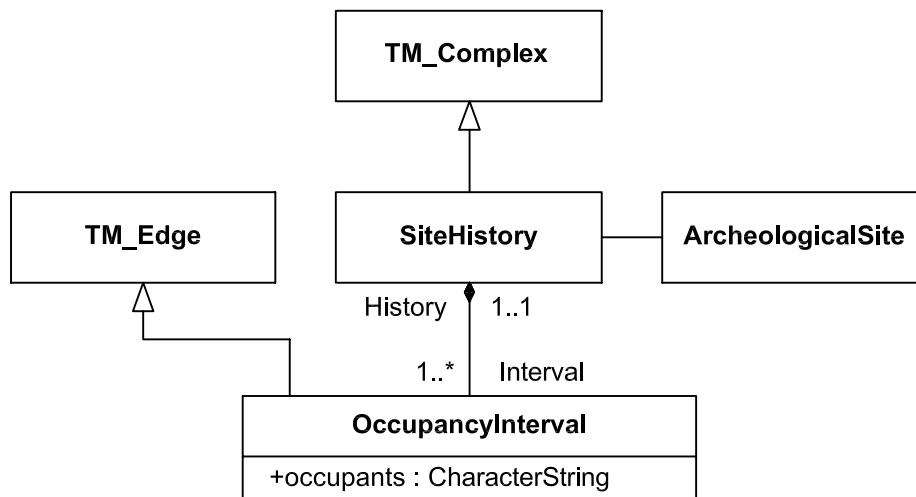 TM_Complex
TM_Edge
SiteHistory
ArcheologicalSite
History 1..1
1..* Interval
OccupancyInterval
+occupants : CharacterString